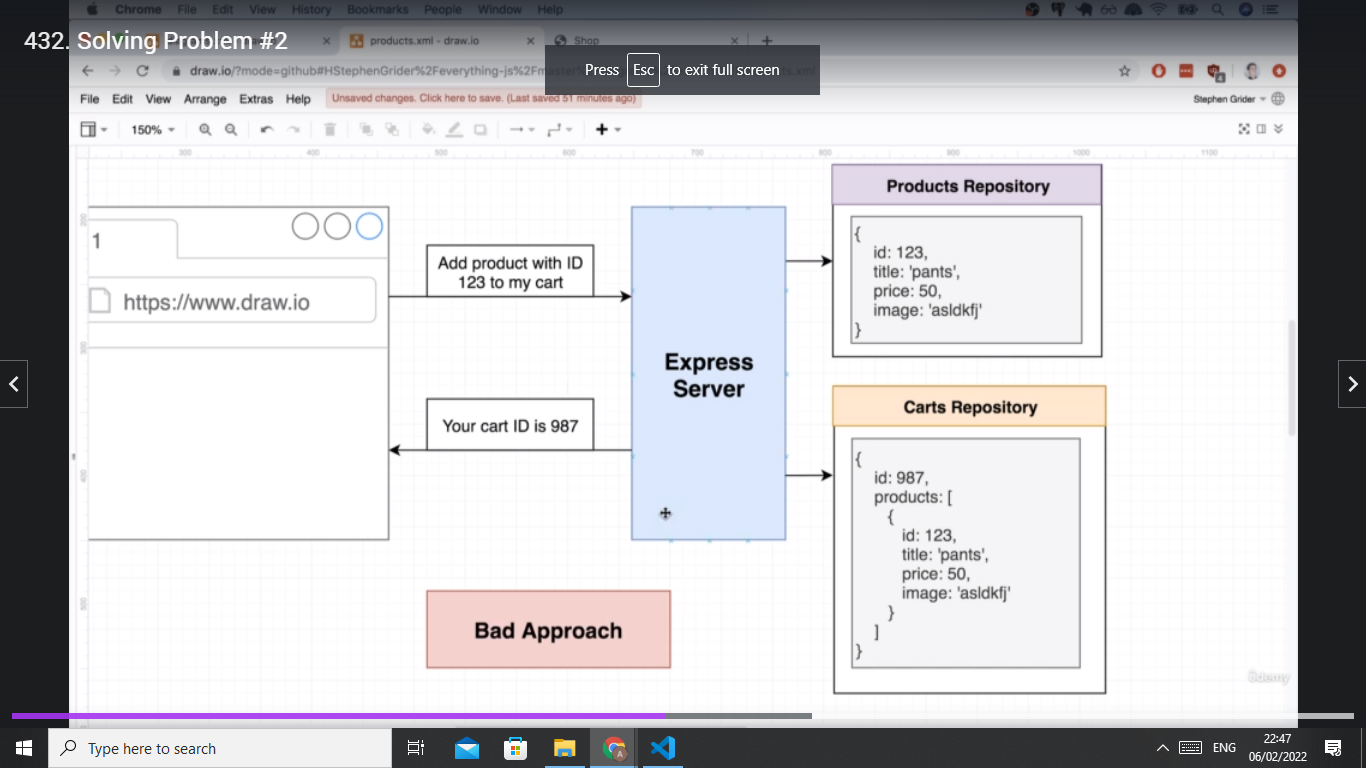 Chrome File Edit View History Bookmarks People Window Help
432. Solving Problem #2
products.xml - draw.io
Shop
Press Esc to exit full screen
draw.io/?mode=github#HStephenGrider%2Feverything-js%2Fmaster
File Edit View Arrange Extras Help
Unsaved changes. Click here to save. (Last saved 51 minutes ago)
Stephen Grider
150%
300 400 500 600 700 800 900 1000 1100
200
300
400
500
1
https://www.draw.io
Add product with ID
123 to my cart
Your cart ID is 987
Express
Server
Bad Approach
Products Repository
{
id: 123,
title: 'pants',
price: 50,
image: 'asldkfj'
}
Carts Repository
{
id: 987,
products: [
{
id: 123,
title: 'pants',
price: 50,
image: 'asldkfj'
}
]
}
ûdemy
Type here to search
ENG
22:47
06/02/2022